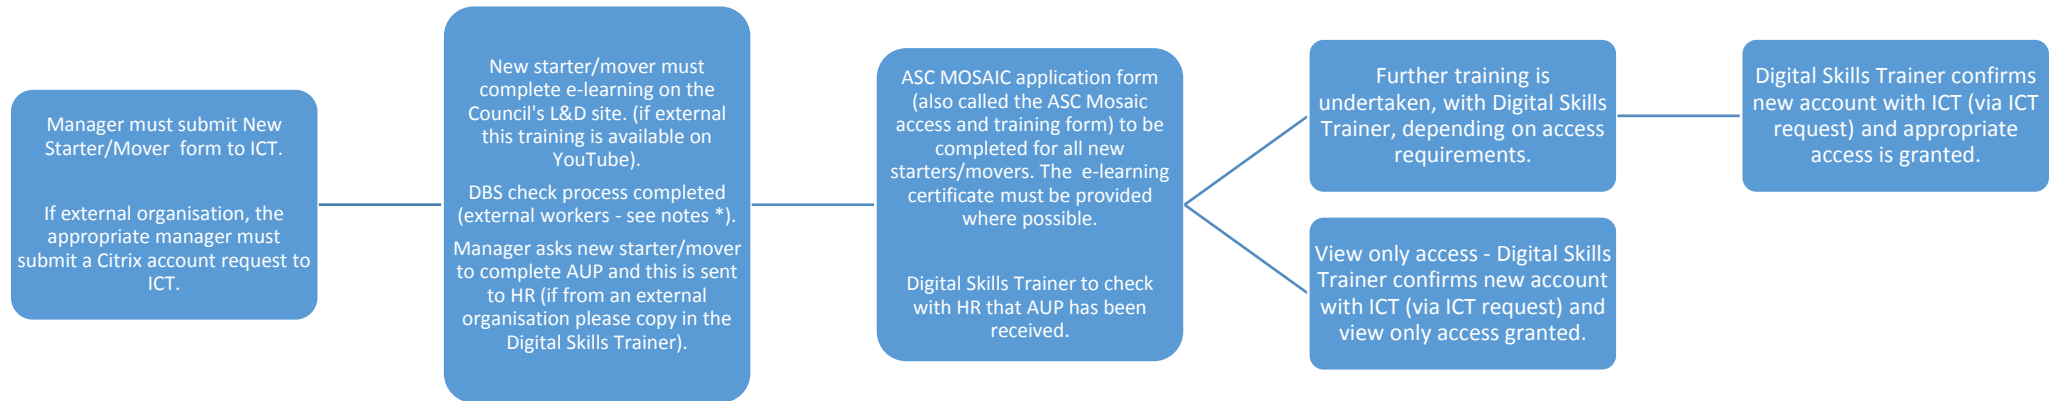 Manager must submit New
Starter/Mover  form to ICT.
If external organisation, the
appropriate manager must
submit a Citrix account request to
ICT.
New starter/mover must
complete e-learning on the
Council's L&D site. (if external
this training is available on
YouTube).
DBS check process completed
(external workers - see notes *).
Manager asks new starter/mover
to complete AUP and this is sent
to HR (if from an external
organisation please copy in the
Digital Skills Trainer).
ASC MOSAIC application form
(also called the ASC Mosaic
access and training form) to be
completed for all new
starters/movers. The  e-learning
certificate must be provided
where possible.
Digital Skills Trainer to check
with HR that AUP has been
received.
Further training is
undertaken, with Digital Skills
Trainer, depending on access
requirements.
Digital Skills Trainer confirms
new account with ICT (via ICT
request) and appropriate
access is granted.
View only access - Digital Skills
Trainer confirms new account
with ICT (via ICT request) and
view only access granted.